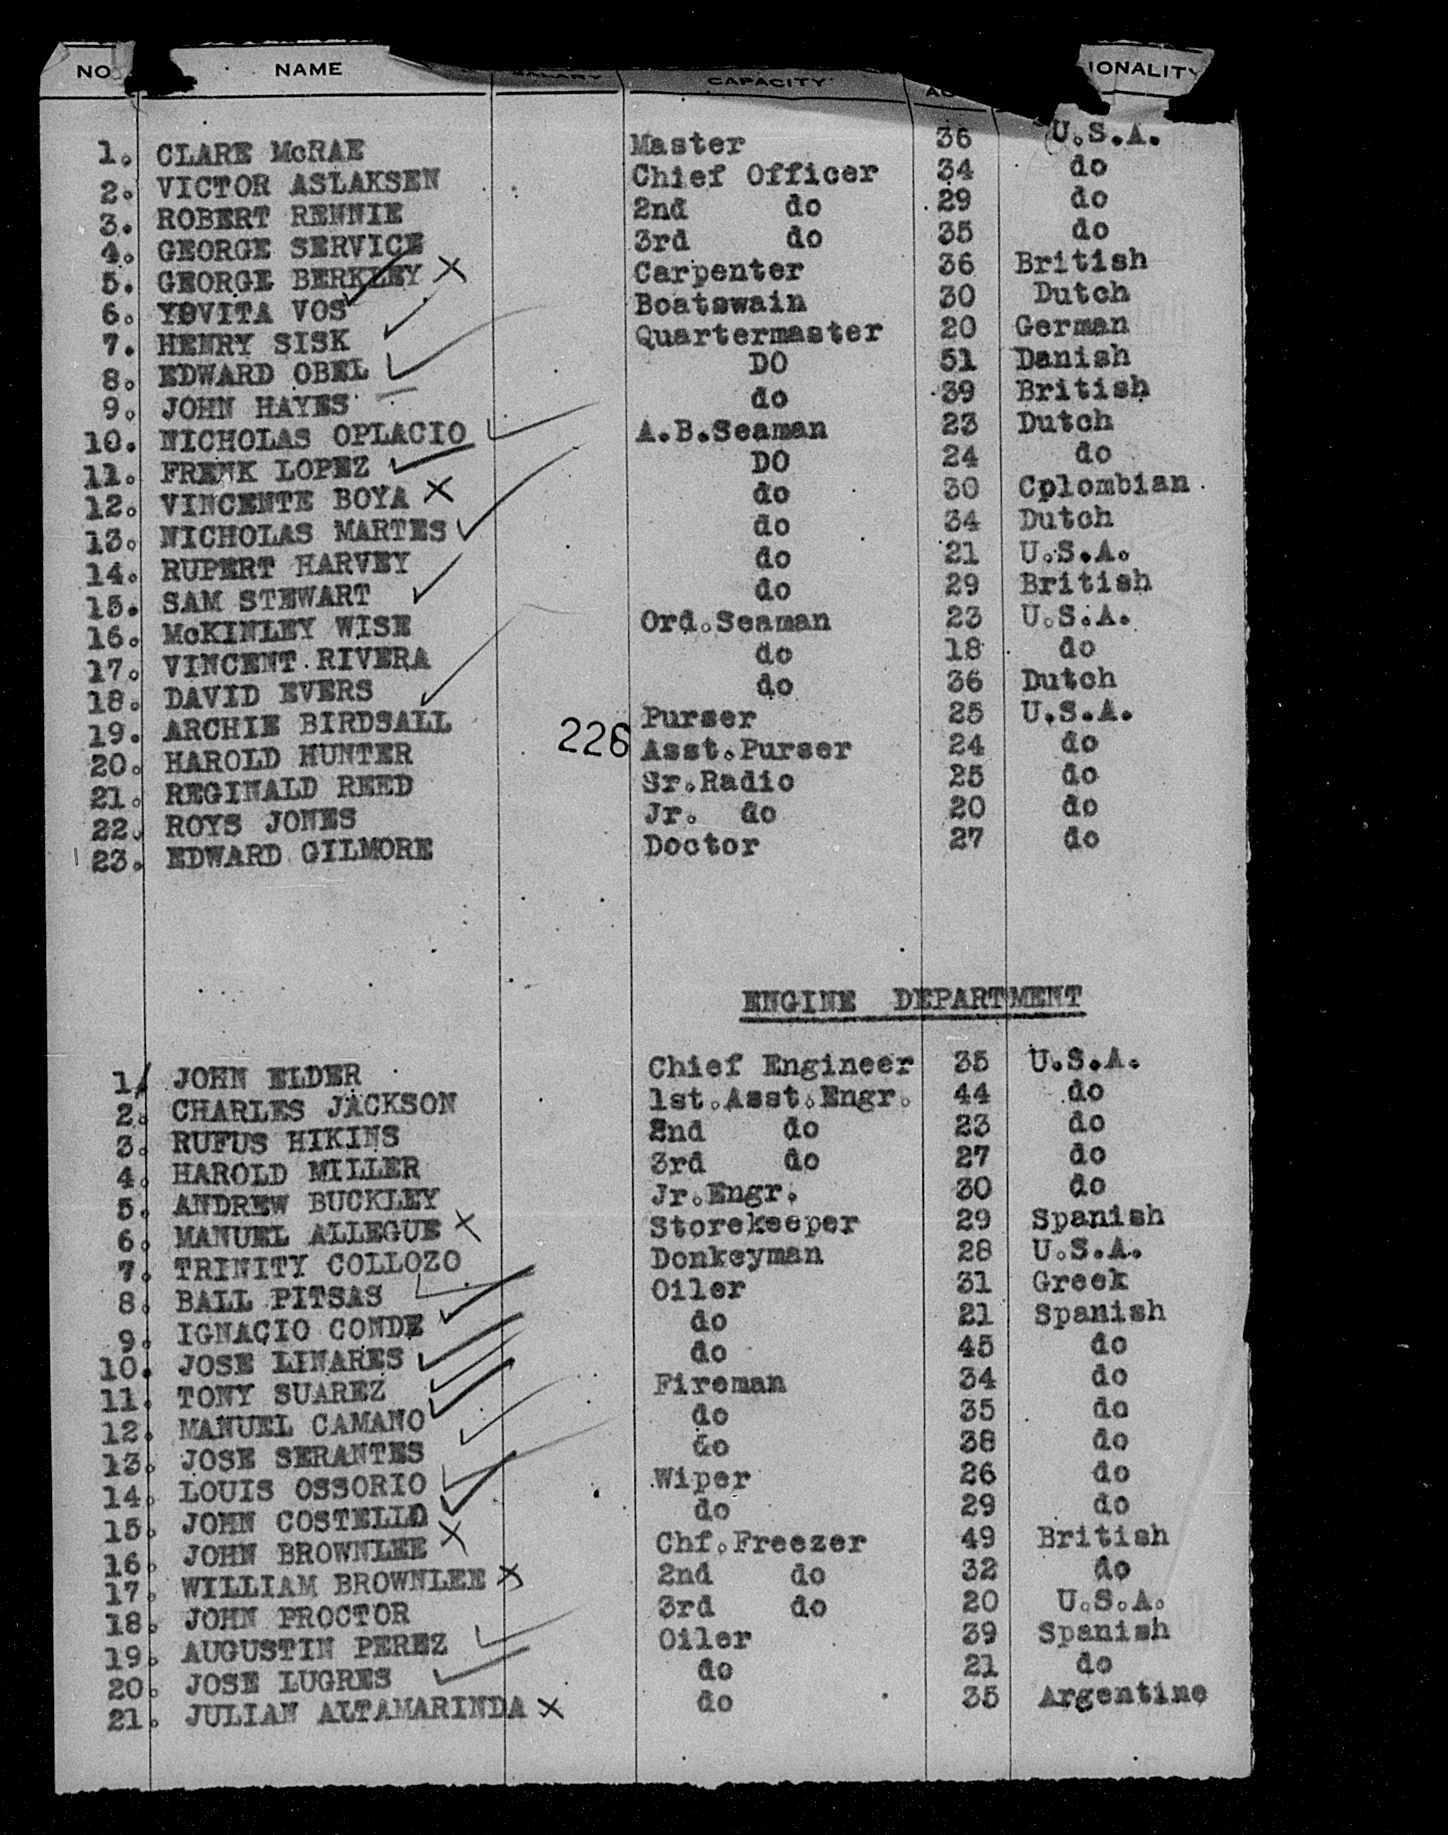 NO. NAME SALARY CAPACITY IONALITY
1. CLARE McRAE Master 36 U.S.A.
2. VICTOR ASLAKSEN Chief Officer 34 do
3. ROBERT RENNIE 2nd do 29 do
4. GEORGE SERVICE 3rd do 35 do
5. GEORGE BERKLEY X Carpenter 36 British
6. YOVITA VOS Boatswain 30 Dutch
7. HENRY SISK Quartermaster 20 German
8. EDWARD OBEL DO 51 Danish
9. JOHN HAYES do 39 British
10. NICHOLAS OPLACIO A.B.Seaman 23 Dutch
11. FRENK LOPEZ DO 24 do
12. VINCENTE BOYA X do 30 Colombian
13. NICHOLAS MARTES do 34 Dutch
14. RUPERT HARVEY do 21 U.S.A.
15. SAM STEWART do 29 British
16. McKINLEY WISE Ord.Seaman 23 U.S.A.
17. VINCENT RIVERA do 18 do
18. DAVID EVERS do 36 Dutch
19. ARCHIE BIRDSALL Purser 25 U.S.A.
20. HAROLD HUNTER 226 Asst.Purser 24 do
21. REGINALD REED Sr.Radio 25 do
22. ROYS JONES Jr. do 20 do
23. EDWARD GILMORE Doctor 27 do
ENGINE DEPARTMENT
1. JOHN ELDER Chief Engineer 35 U.S.A.
2. CHARLES JACKSON 1st.Asst.Engr. 44 do
3. RUFUS HIKINS 2nd do 23 do
4. HAROLD MILLER 3rd do 27 do
5. ANDREW BUCKLEY Jr.Engr. 30 do
6. MANUEL ALLEGUE X Storekeeper 29 Spanish
7. TRINITY COLLOZO Donkeyman 28 U.S.A.
8. BALL PITSAS Oiler 31 Greek
9. IGNACIO CONDE do 21 Spanish
10. JOSE LINARES do 45 do
11. TONY SUAREZ Fireman 34 do
12. MANUEL CAMANO do 35 do
13. JOSE SERANTES do 38 do
14. LOUIS OSSORIO Wiper 26 do
15. JOHN COSTELLO do 29 do
16. JOHN BROWNLEE X Chf.Freezer 49 British
17. WILLIAM BROWNLEE X 2nd do 32 do
18. JOHN PROCTOR 3rd do 20 U.S.A.
19. AUGUSTIN PEREZ Oiler 39 Spanish
20. JOSE LUGRES do 21 do
21. JULIAN ALTAMARINDA X do 35 Argentine